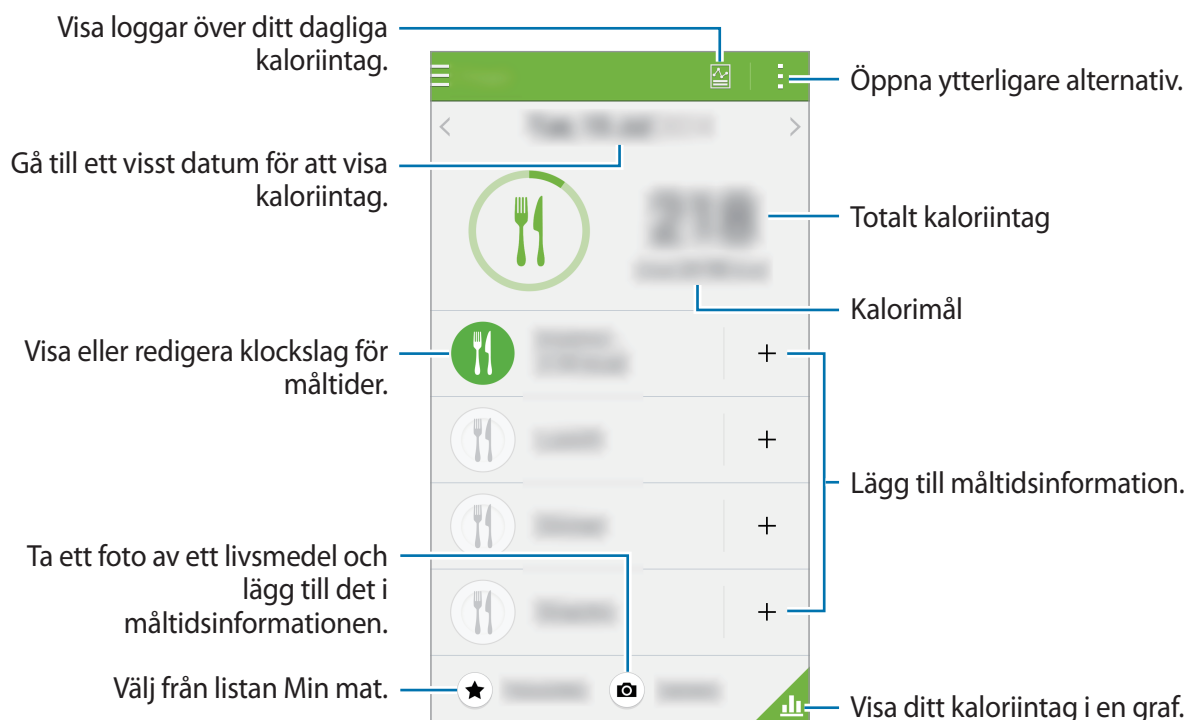 Visa loggar över ditt dagliga
kaloriintag.
Öppna ytterligare alternativ.
Gå till ett visst datum för att visa
kaloriintag.
Totalt kaloriintag
Kalorimål
Visa eller redigera klockslag för
måltider.
Lägg till måltidsinformation.
Ta ett foto av ett livsmedel och
lägg till det i
måltidsinformationen.
Välj från listan Min mat.
Visa ditt kaloriintag i en graf.